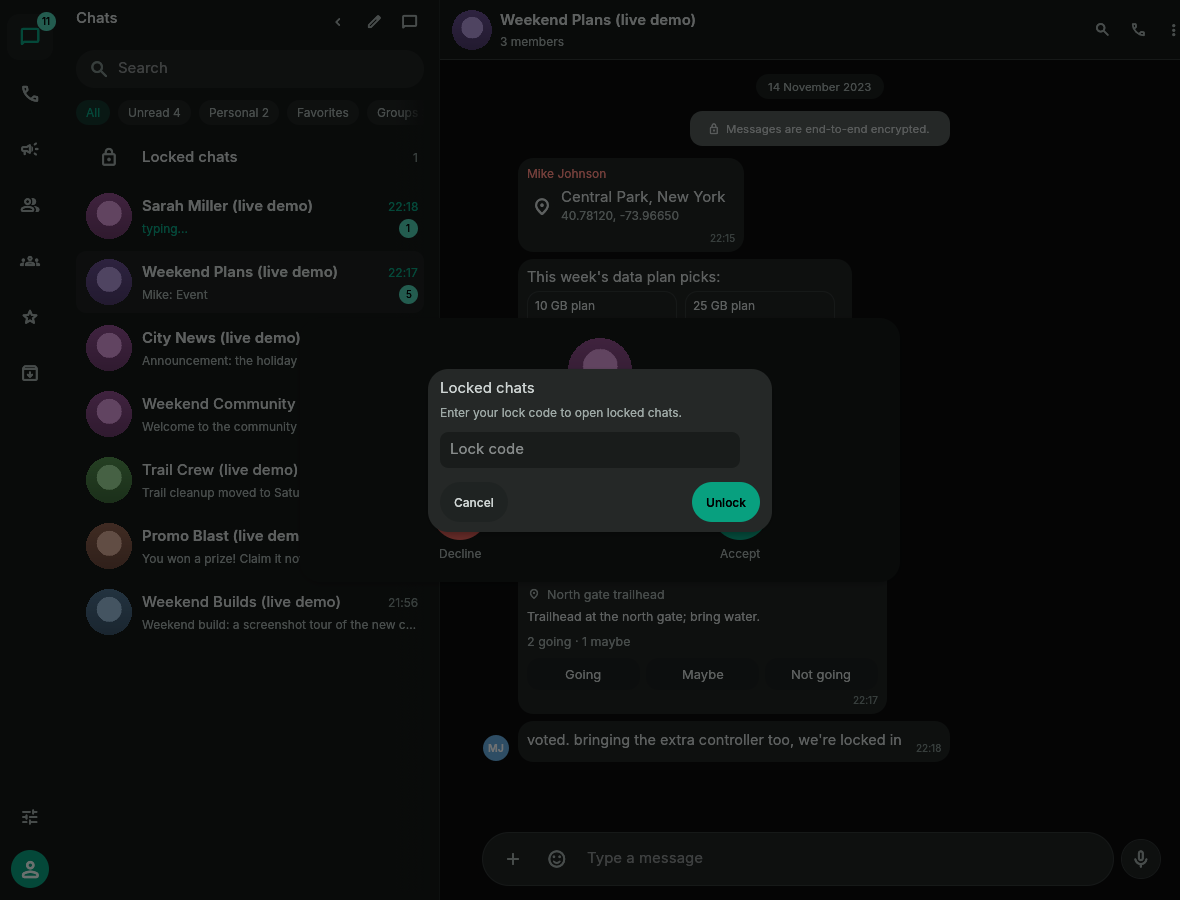 11
Chats
Search
All
Unread 4
Personal 2
Favorites
Groups
Locked chats
1
Sarah Miller (live demo)
22:18
typing...
1
Weekend Plans (live demo)
22:17
Mike: Event
5
City News (live demo)
Announcement: the holiday
Weekend Community
Welcome to the community
Trail Crew (live demo)
Trail cleanup moved to Satu
Promo Blast (live dem
You won a prize! Claim it no
Weekend Builds (live demo)
21:56
Weekend build: a screenshot tour of the new c...
Weekend Plans (live demo)
3 members
14 November 2023
Messages are end-to-end encrypted.
Mike Johnson
Central Park, New York
40.78120, -73.96650
22:15
This week's data plan picks:
10 GB plan
25 GB plan
Locked chats
Enter your lock code to open locked chats.
Lock code
Cancel
Unlock
Decline
Accept
North gate trailhead
Trailhead at the north gate; bring water.
2 going · 1 maybe
Going
Maybe
Not going
22:17
MJ
voted. bringing the extra controller too, we're locked in
22:18
Type a message